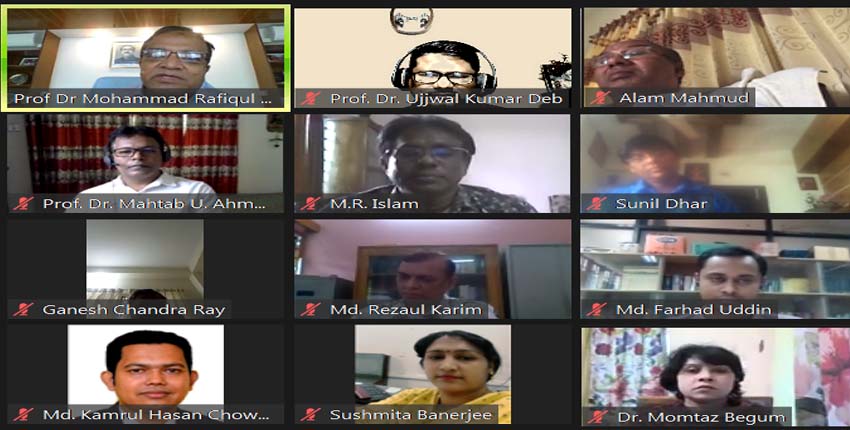 Prof Dr Mohammad Rafiqul ...
Prof. Dr. Ujjwal Kumar Deb
Alam Mahmud
Prof. Dr. Mahtab U. Ahm...
M.R. Islam
Sunil Dhar
Ganesh Chandra Ray
Md. Rezaul Karim
Md. Farhad Uddin
Md. Kamrul Hasan Chow...
Sushmita Banerjee
Dr. Momtaz Begum